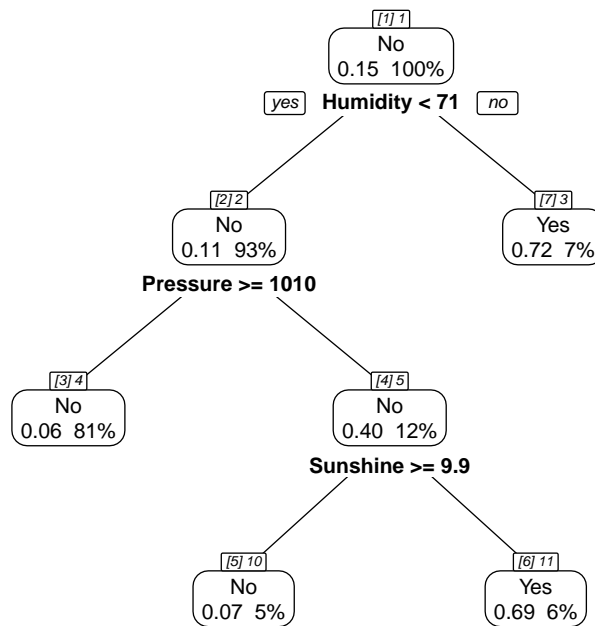 [1] 1
No
0.15 100%
yes Humidity < 71 no
[2] 2
No
0.11 93%
[7] 3
Yes
0.72 7%
Pressure >= 1010
[3] 4
No
0.06 81%
[4] 5
No
0.40 12%
Sunshine >= 9.9
[5] 10
No
0.07 5%
[6] 11
Yes
0.69 6%